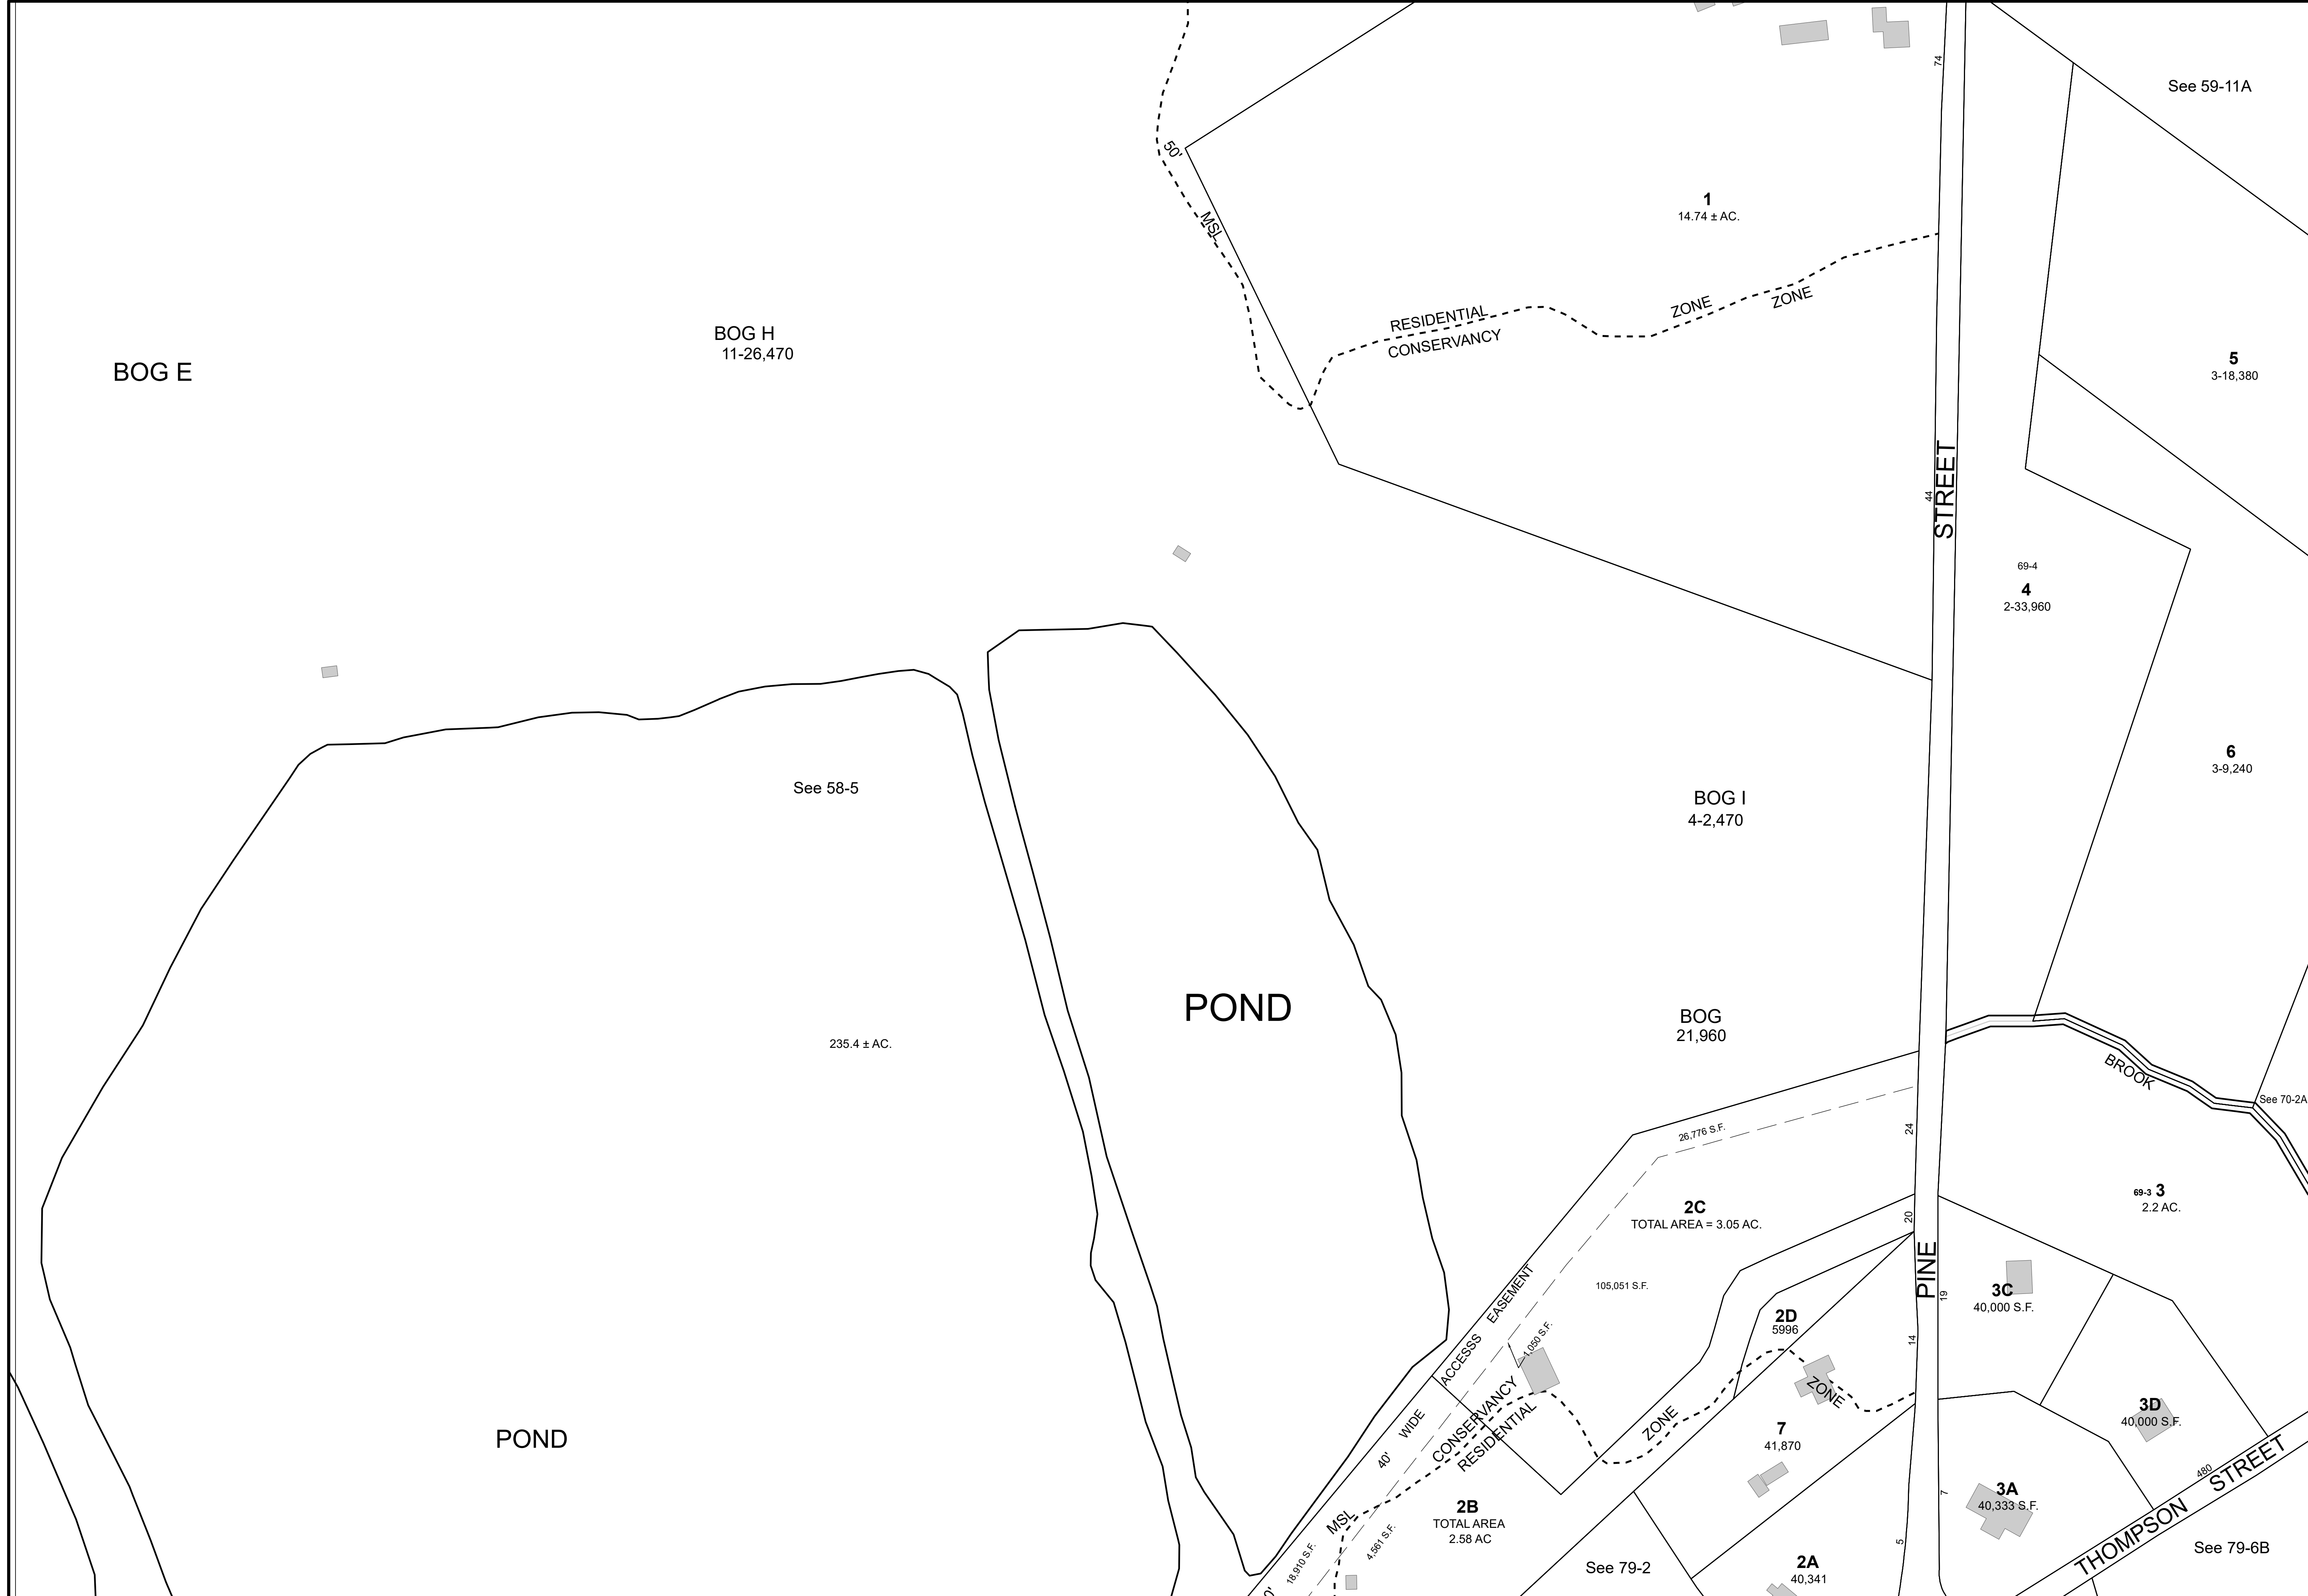 74
See 59-11A
50'
MSL
1
14.74 ± AC.
RESIDENTIAL ZONE
CONSERVANCY ZONE
BOG H
11-26,470
BOG E
5
3-18,380
44
STREET
69-4
4
2-33,960
6
3-9,240
See 58-5
BOG I
4-2,470
POND
BOG
21,960
235.4 ± AC.
BROOK
See 70-2A
24
26,776 S.F.
69-3 3
2.2 AC.
2C
TOTAL AREA = 3.05 AC.
20
PINE
105,051 S.F.
3C
40,000 S.F.
19
2D
5996
14
40' WIDE ACCESSS EASEMENT
1,050 S.F.
CONSERVANCY ZONE
RESIDENTIAL ZONE
3D
40,000 S.F.
7
41,870
POND
480
THOMPSON STREET
3A
40,333 S.F.
7
2B
TOTAL AREA
2.58 AC
MSL
4,561 S.F.
18,910 S.F.
5
See 79-6B
See 79-2
2A
40,341